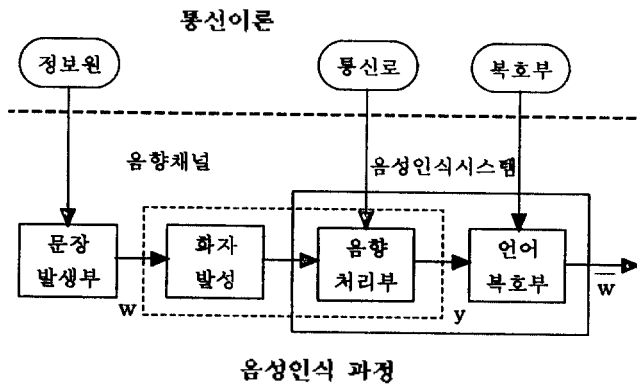 통신이론
정보원
통신로
복호부
음향채널
음성인식시스템
문장
발생부
화자
발성
음향
처리부
언어
복호부
w
y
w̅
음성인식 과정